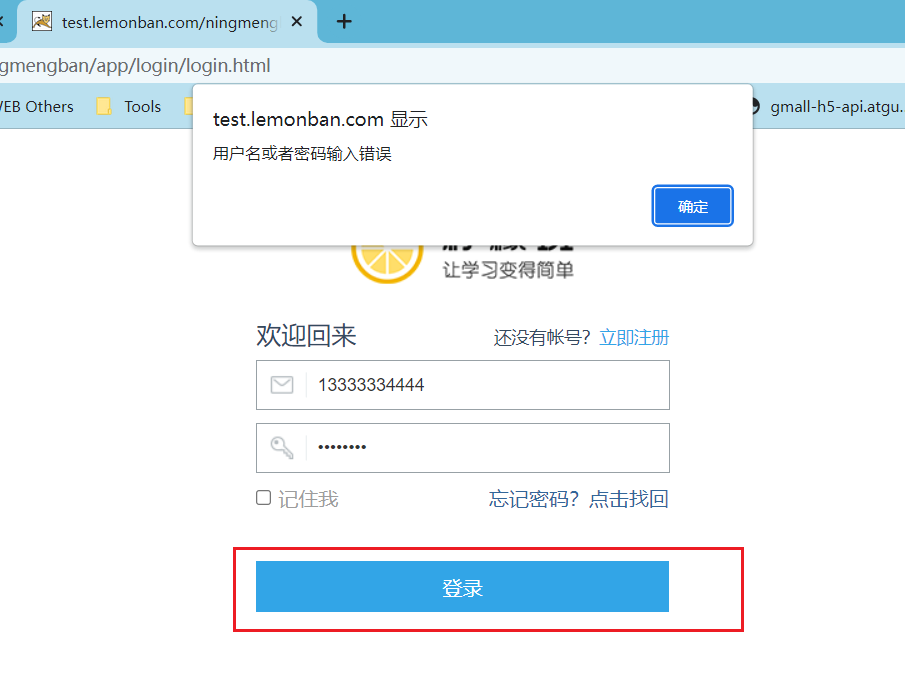 test.lemonban.com/ningmeng
gmengban/app/login/login.html
EB Others
Tools
gmall-h5-api.atgu...
test.lemonban.com 显示
用户名或者密码输入错误
确定
让学习变得简单
欢迎回来
还没有帐号? 立即注册
13333334444
••••••••
记住我
忘记密码? 点击找回
登录